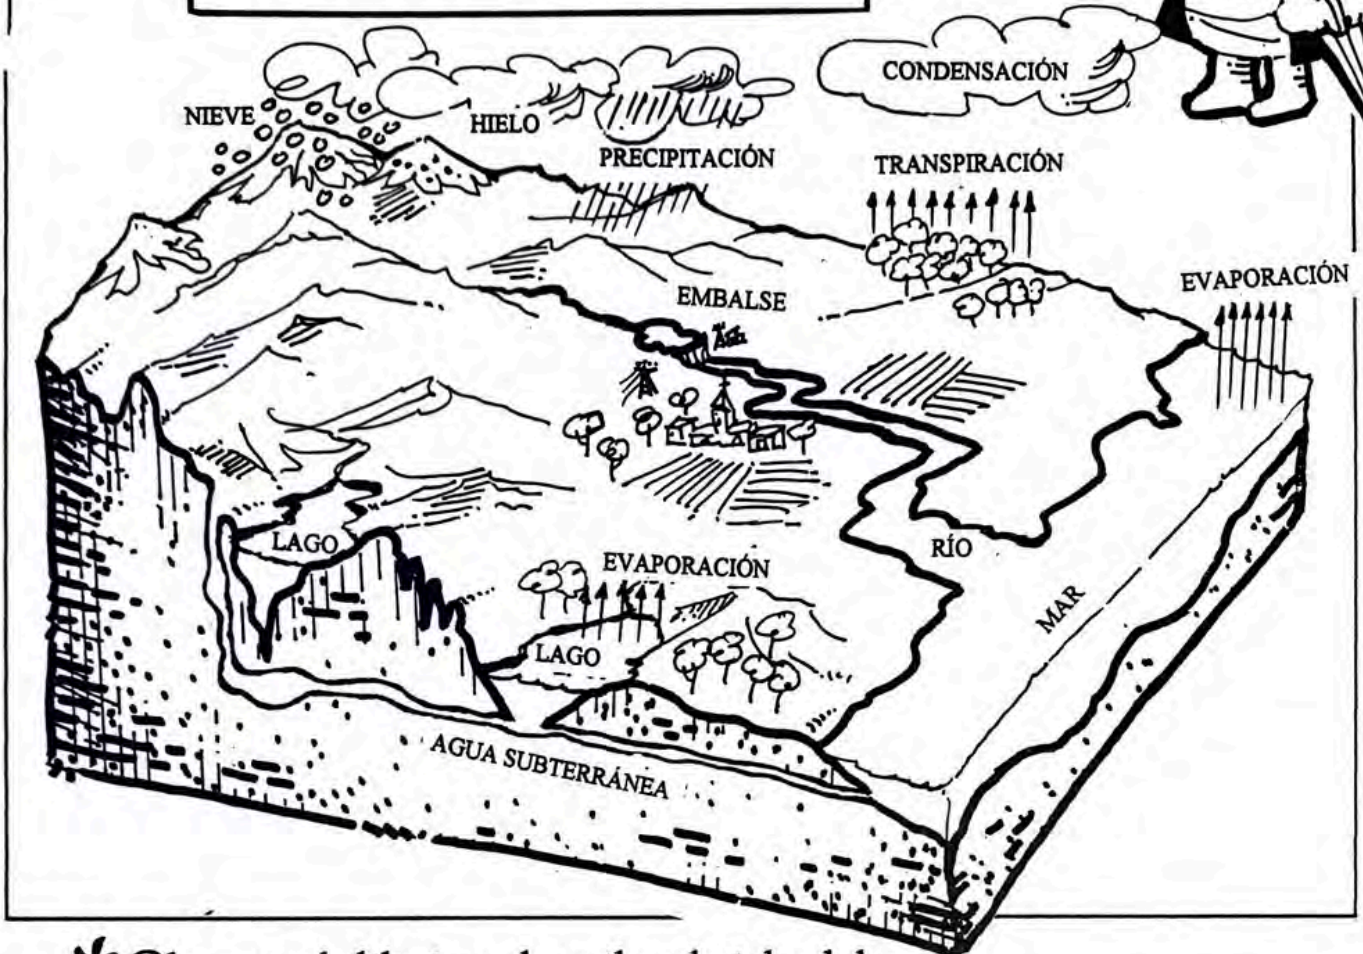 CONDENSACIÓN
NIEVE
HIELO
PRECIPITACIÓN
TRANSPIRACIÓN
EVAPORACIÓN
EMBALSE
LAGO
RÍO
EVAPORACIÓN
MAR
LAGO
AGUA SUBTERRÁNEA